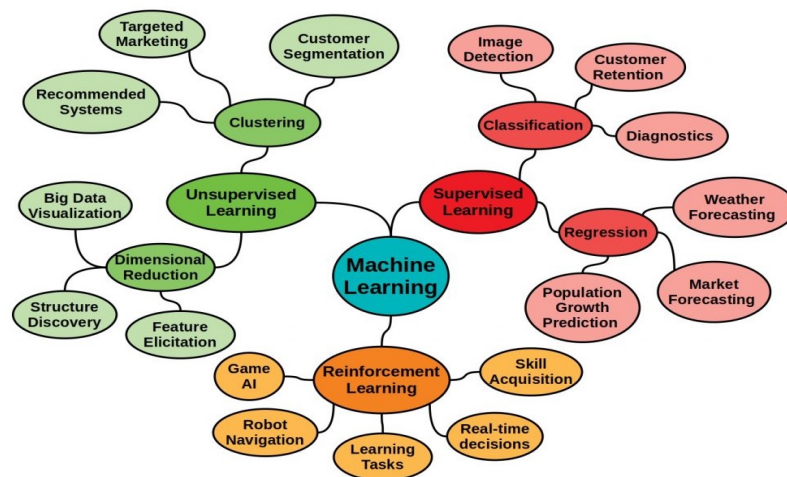 Targeted
Marketing
Customer
Segmentation
Recommended
Systems
Clustering
Unsupervised
Learning
Big Data
Visualization
Dimensional
Reduction
Structure
Discovery
Feature
Elicitation
Image
Detection
Customer
Retention
Classification
Diagnostics
Supervised
Learning
Weather
Forecasting
Regression
Population
Growth
Prediction
Market
Forecasting
Machine
Learning
Reinforcement
Learning
Game
AI
Skill
Acquisition
Robot
Navigation
Learning
Tasks
Real-time
decisions